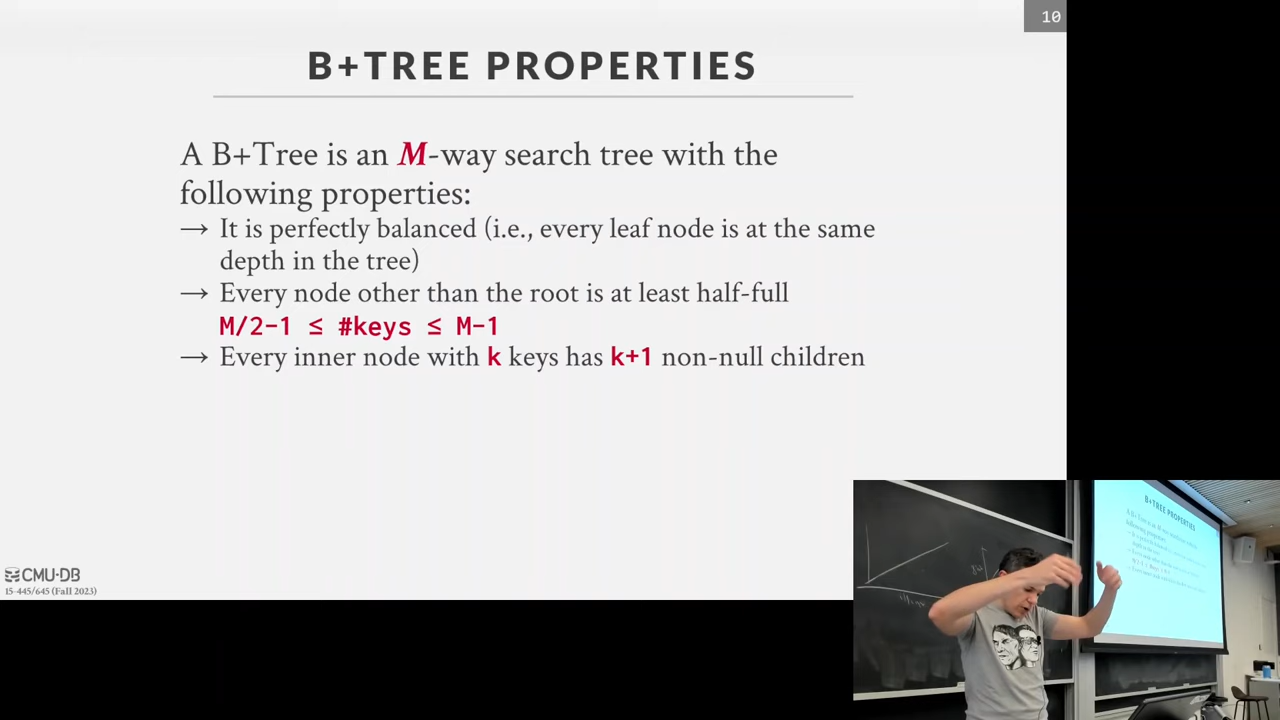 10
B+TREE PROPERTIES
A B+Tree is an M-way search tree with the
following properties:
→ It is perfectly balanced (i.e., every leaf node is at the same
depth in the tree)
→ Every node other than the root is at least half-full
M/2-1 ≤ #keys ≤ M-1
→ Every inner node with k keys has k+1 non-null children
CMU·DB
15-445/645 (Fall 2023)
B+TREE PROPERTIES